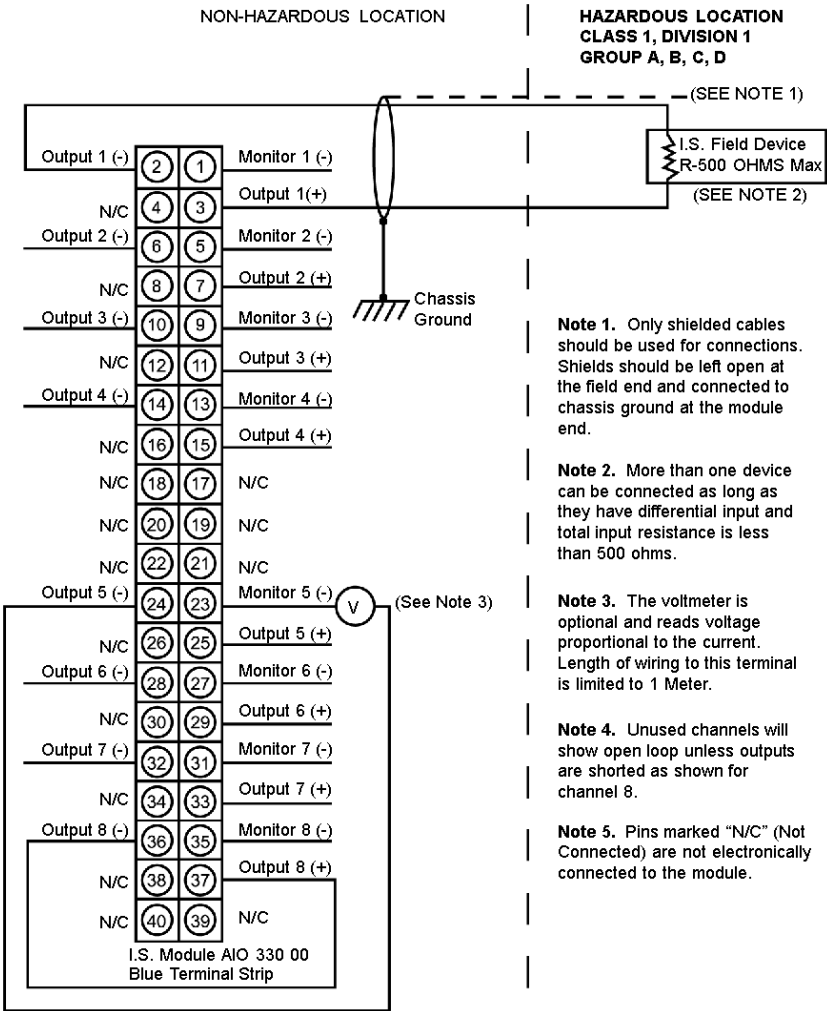 NON-HAZARDOUS LOCATION
HAZARDOUS LOCATION
CLASS 1, DIVISION 1
GROUP A, B, C, D
(SEE NOTE 1)
I.S. Field Device
R-500 OHMS Max
(SEE NOTE 2)
Output 1 (-) 2 1 Monitor 1 (-)
N/C 4 3 Output 1(+)
Output 2 (-) 6 5 Monitor 2 (-)
N/C 8 7 Output 2 (+)
Chassis
Ground
Output 3 (-) 10 9 Monitor 3 (-)
N/C 12 11 Output 3 (+)
Output 4 (-) 14 13 Monitor 4 (-)
N/C 16 15 Output 4 (+)
N/C 18 17 N/C
N/C 20 19 N/C
N/C 22 21 N/C
Output 5 (-) 24 23 Monitor 5 (-) V (See Note 3)
N/C 26 25 Output 5 (+)
Output 6 (-) 28 27 Monitor 6 (-)
N/C 30 29 Output 6 (+)
Output 7 (-) 32 31 Monitor 7 (-)
N/C 34 33 Output 7 (+)
Output 8 (-) 36 35 Monitor 8 (-)
N/C 38 37 Output 8 (+)
N/C 40 39 N/C
I.S. Module AIO 330 00
Blue Terminal Strip
Note 1. Only shielded cables
should be used for connections.
Shields should be left open at
the field end and connected to
chassis ground at the module
end.
Note 2. More than one device
can be connected as long as
they have differential input and
total input resistance is less
than 500 ohms.
Note 3. The voltmeter is
optional and reads voltage
proportional to the current.
Length of wiring to this terminal
is limited to 1 Meter.
Note 4. Unused channels will
show open loop unless outputs
are shorted as shown for
channel 8.
Note 5. Pins marked “N/C” (Not
Connected) are not electronically
connected to the module.